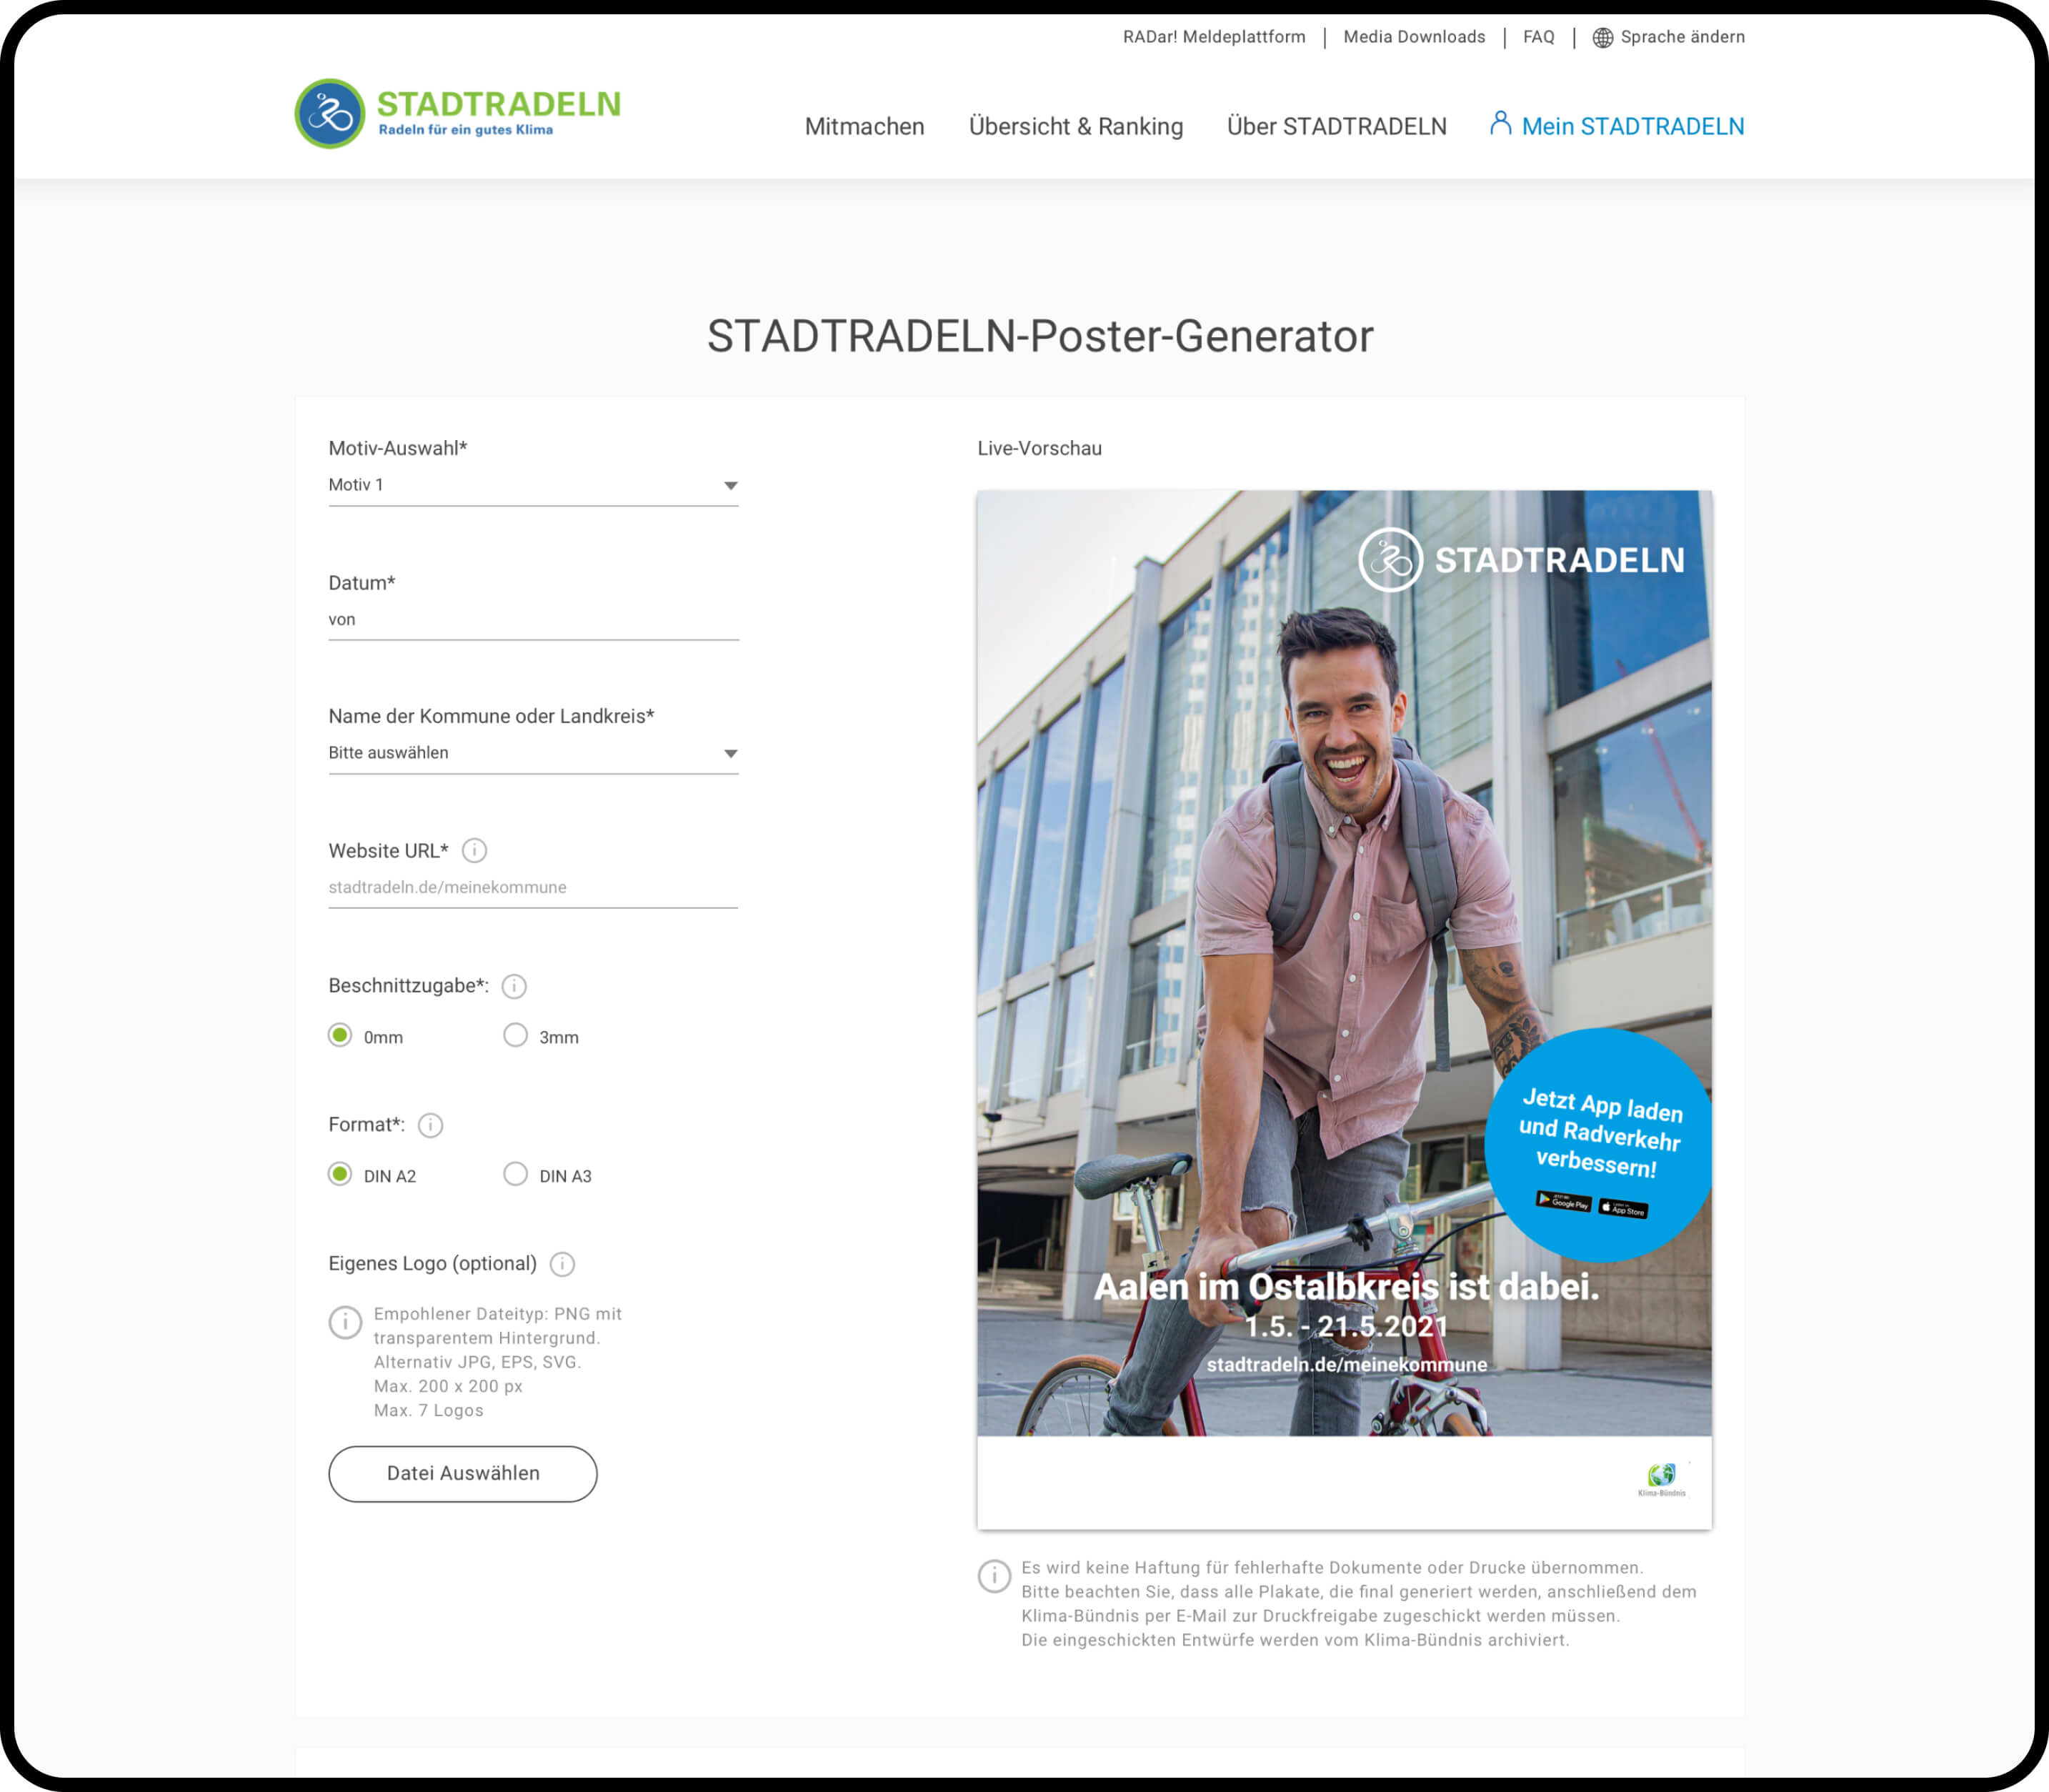 RADar! Meldeplattform | Media Downloads | FAQ | Sprache ändern
STADTRADELN
Radeln für ein gutes Klima
Mitmachen Übersicht & Ranking Über STADTRADELN Mein STADTRADELN
STADTRADELN-Poster-Generator
Motiv-Auswahl*
Motiv 1
Datum*
von
Name der Kommune oder Landkreis*
Bitte auswählen
Website URL*
stadtradeln.de/meinekommune
Beschnittzugabe*:
0mm 3mm
Format*:
DIN A2 DIN A3
Eigenes Logo (optional)
Empohlener Dateityp: PNG mit
transparentem Hintergrund.
Alternativ JPG, EPS, SVG.
Max. 200 x 200 px
Max. 7 Logos
Datei Auswählen
Live-Vorschau
STADTRADELN
Jetzt App laden
und Radverkehr
verbessern!
Google Play App Store
Aalen im Ostalbkreis ist dabei.
1.5. - 21.5.2021
stadtradeln.de/meinekommune
Klima-Bündnis
Es wird keine Haftung für fehlerhafte Dokumente oder Drucke übernommen.
Bitte beachten Sie, dass alle Plakate, die final generiert werden, anschließend dem
Klima-Bündnis per E-Mail zur Druckfreigabe zugeschickt werden müssen.
Die eingeschickten Entwürfe werden vom Klima-Bündnis archiviert.